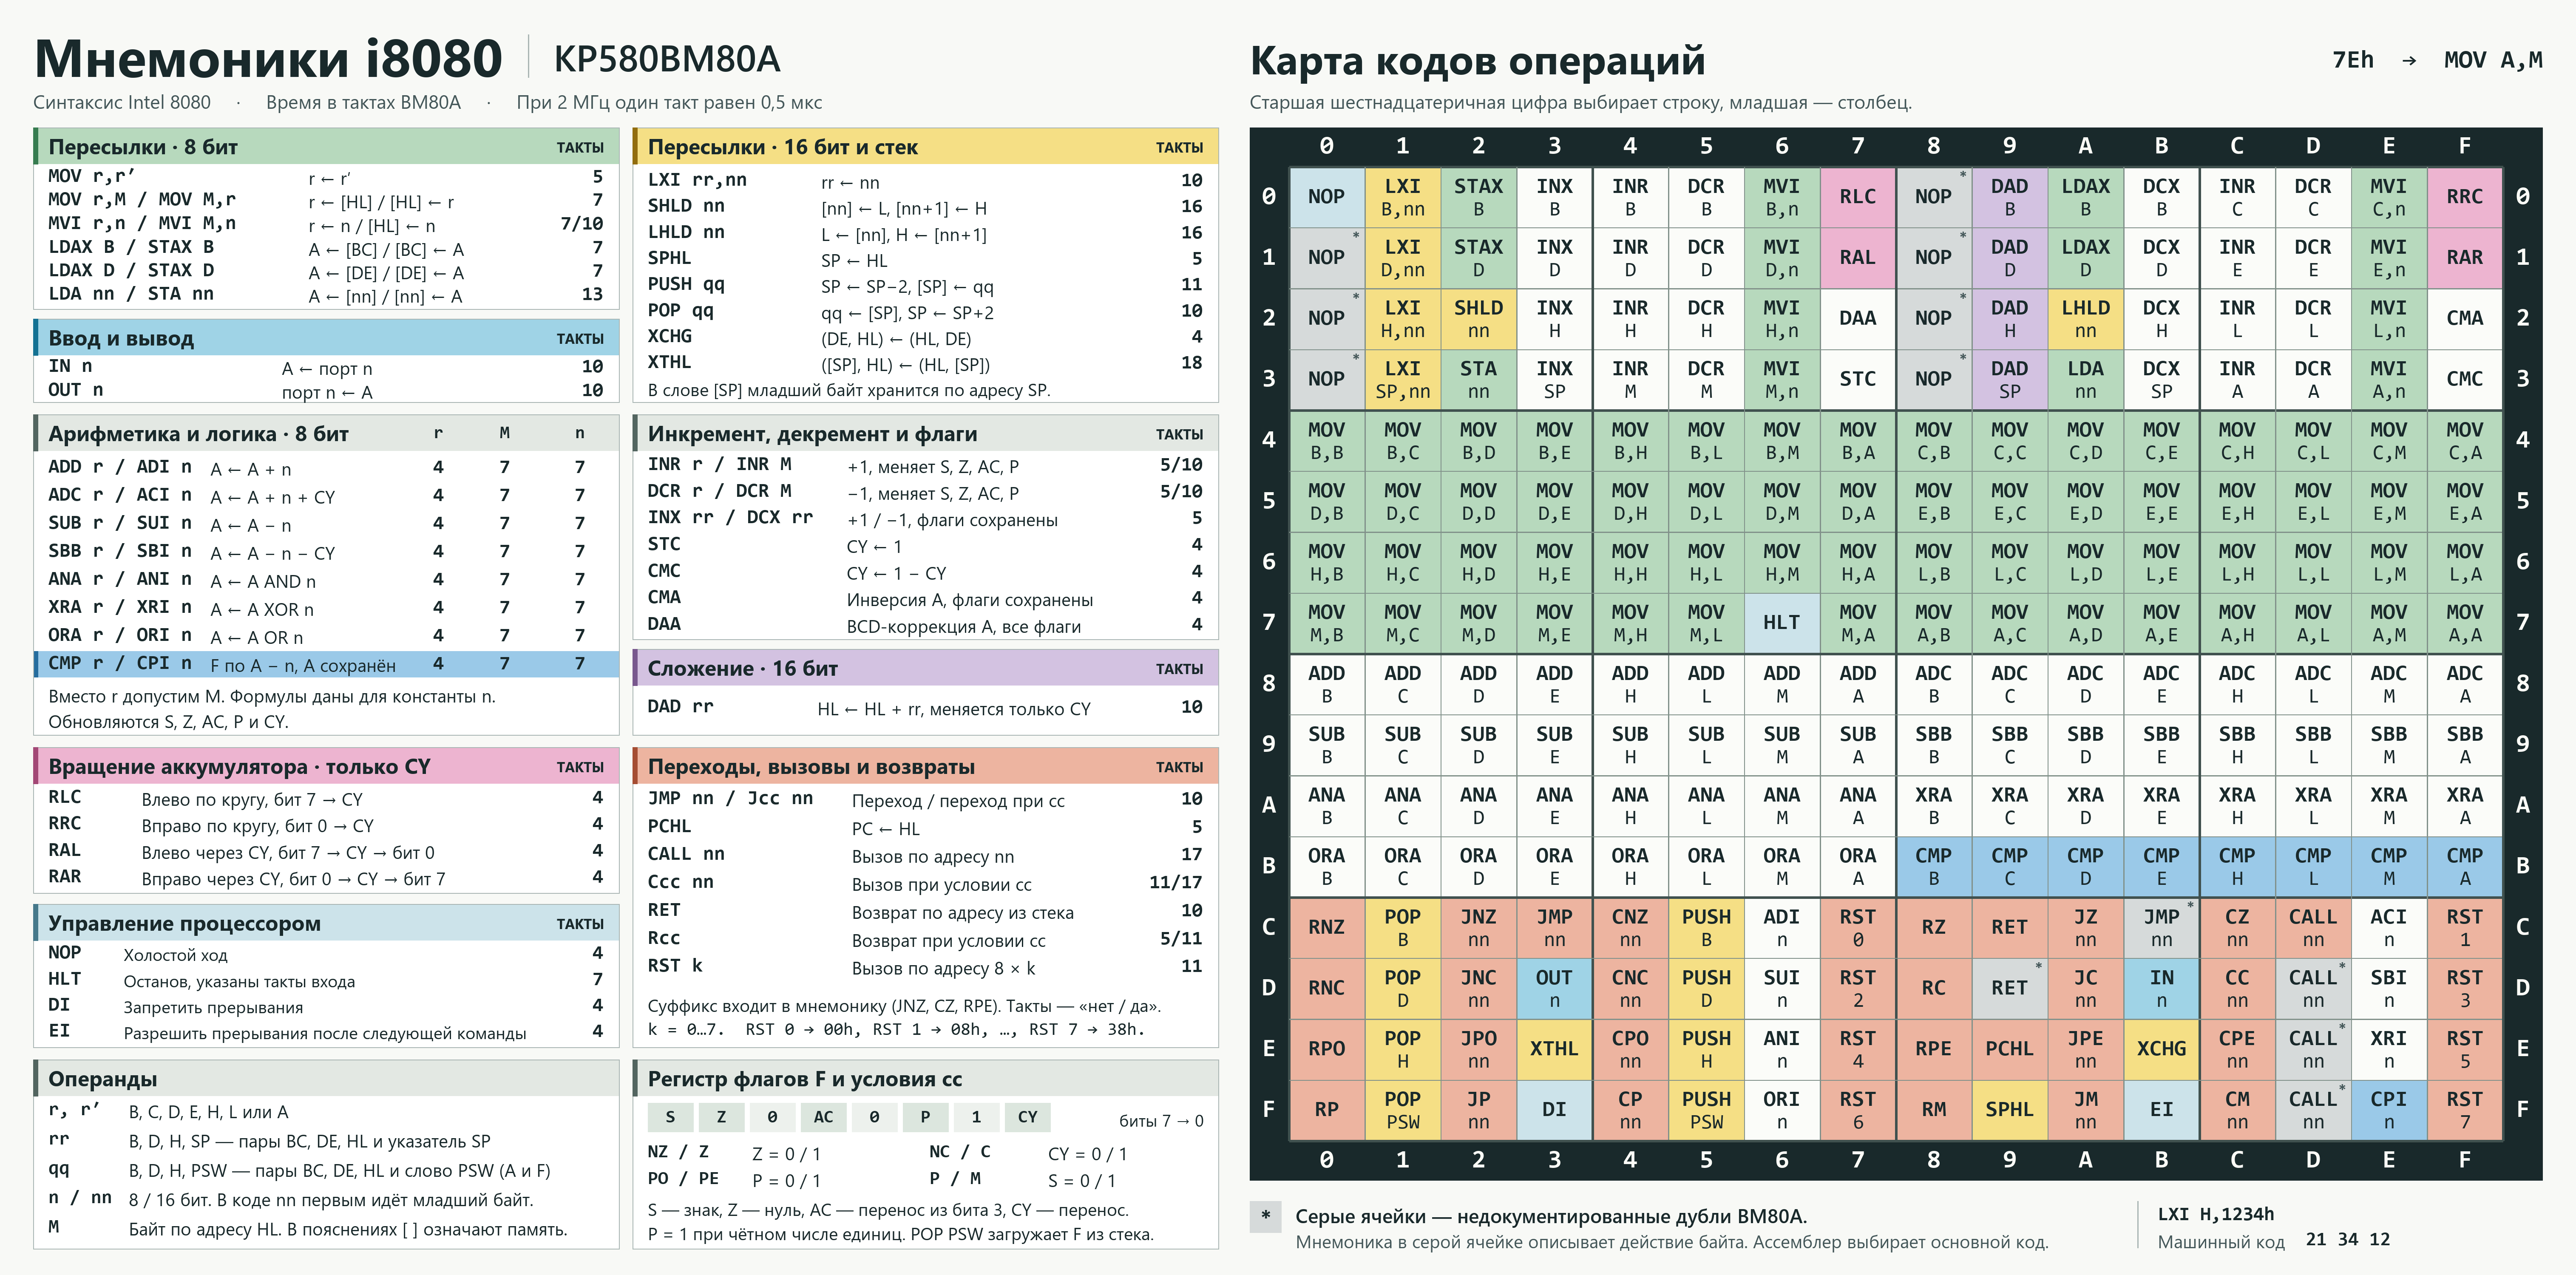 Мнемоники i8080
КР580ВМ80А
Синтаксис Intel 8080 · Время в тактах ВМ80А · При 2 МГц один такт равен 0,5 мкс
Пересылки · 8 бит ТАКТЫ
MOV r,r′ r ← r′ 5
MOV r,M / MOV M,r r ← [HL] / [HL] ← r 7
MVI r,n / MVI M,n r ← n / [HL] ← n 7/10
LDAX B / STAX B A ← [BC] / [BC] ← A 7
LDAX D / STAX D A ← [DE] / [DE] ← A 7
LDA nn / STA nn A ← [nn] / [nn] ← A 13
Ввод и вывод ТАКТЫ
IN n A ← порт n 10
OUT n порт n ← A 10
Арифметика и логика · 8 бит r M n
ADD r / ADI n A ← A + n 4 7 7
ADC r / ACI n A ← A + n + CY 4 7 7
SUB r / SUI n A ← A − n 4 7 7
SBB r / SBI n A ← A − n − CY 4 7 7
ANA r / ANI n A ← A AND n 4 7 7
XRA r / XRI n A ← A XOR n 4 7 7
ORA r / ORI n A ← A OR n 4 7 7
CMP r / CPI n F по A − n, A сохранён 4 7 7
Вместо r допустим M. Формулы даны для константы n.
Обновляются S, Z, AC, P и CY.
Вращение аккумулятора · только CY ТАКТЫ
RLC Влево по кругу, бит 7 → CY 4
RRC Вправо по кругу, бит 0 → CY 4
RAL Влево через CY, бит 7 → CY → бит 0 4
RAR Вправо через CY, бит 0 → CY → бит 7 4
Управление процессором ТАКТЫ
NOP Холостой ход 4
HLT Останов, указаны такты входа 7
DI Запретить прерывания 4
EI Разрешить прерывания после следующей команды 4
Операнды
r, r′ B, C, D, E, H, L или A
rr B, D, H, SP — пары BC, DE, HL и указатель SP
qq B, D, H, PSW — пары BC, DE, HL и слово PSW (A и F)
n / nn 8 / 16 бит. В коде nn первым идёт младший байт.
M Байт по адресу HL. В пояснениях [ ] означают память.
Пересылки · 16 бит и стек ТАКТЫ
LXI rr,nn rr ← nn 10
SHLD nn [nn] ← L, [nn+1] ← H 16
LHLD nn L ← [nn], H ← [nn+1] 16
SPHL SP ← HL 5
PUSH qq SP ← SP−2, [SP] ← qq 11
POP qq qq ← [SP], SP ← SP+2 10
XCHG (DE, HL) ← (HL, DE) 4
XTHL ([SP], HL) ← (HL, [SP]) 18
В слове [SP] младший байт хранится по адресу SP.
Инкремент, декремент и флаги ТАКТЫ
INR r / INR M +1, меняет S, Z, AC, P 5/10
DCR r / DCR M −1, меняет S, Z, AC, P 5/10
INX rr / DCX rr +1 / −1, флаги сохранены 5
STC CY ← 1 4
CMC CY ← 1 − CY 4
CMA Инверсия A, флаги сохранены 4
DAA BCD-коррекция A, все флаги 4
Сложение · 16 бит
DAD rr HL ← HL + rr, меняется только CY 10
Переходы, вызовы и возвраты ТАКТЫ
JMP nn / Jcc nn Переход / переход при cc 10
PCHL PC ← HL 5
CALL nn Вызов по адресу nn 17
Ccc nn Вызов при условии cc 11/17
RET Возврат по адресу из стека 10
Rcc Возврат при условии cc 5/11
RST k Вызов по адресу 8 × k 11
Суффикс входит в мнемонику (JNZ, CZ, RPE). Такты — «нет / да».
k = 0…7. RST 0 → 00h, RST 1 → 08h, …, RST 7 → 38h.
Регистр флагов F и условия cc
S Z 0 AC 0 P 1 CY биты 7 → 0
NZ / Z Z = 0 / 1 NC / C CY = 0 / 1
PO / PE P = 0 / 1 P / M S = 0 / 1
S — знак, Z — нуль, AC — перенос из бита 3, CY — перенос.
P = 1 при чётном числе единиц. POP PSW загружает F из стека.
Карта кодов операций
7Eh → MOV A,M
Старшая шестнадцатеричная цифра выбирает строку, младшая — столбец.
0 1 2 3 4 5 6 7 8 9 A B C D E F
0 NOP LXI STAX INX INR DCR MVI RLC NOP* DAD LDAX DCX INR DCR MVI RRC 0
B,nn B B B B B,n B B B C C C,n
1 NOP* LXI STAX INX INR DCR MVI RAL NOP* DAD LDAX DCX INR DCR MVI RAR 1
D,nn D D D D D,n D D D E E E,n
2 NOP* LXI SHLD INX INR DCR MVI DAA NOP* DAD LHLD DCX INR DCR MVI CMA 2
H,nn nn H H H H,n H nn H L L L,n
3 NOP* LXI STA INX INR DCR MVI STC NOP* DAD LDA DCX INR DCR MVI CMC 3
SP,nn nn SP M M M,n SP nn SP A A A,n
4 MOV MOV MOV MOV MOV MOV MOV MOV MOV MOV MOV MOV MOV MOV MOV MOV 4
B,B B,C B,D B,E B,H B,L B,M B,A C,B C,C C,D C,E C,H C,L C,M C,A
5 MOV MOV MOV MOV MOV MOV MOV MOV MOV MOV MOV MOV MOV MOV MOV MOV 5
D,B D,C D,D D,E D,H D,L D,M D,A E,B E,C E,D E,E E,H E,L E,M E,A
6 MOV MOV MOV MOV MOV MOV MOV MOV MOV MOV MOV MOV MOV MOV MOV MOV 6
H,B H,C H,D H,E H,H H,L H,M H,A L,B L,C L,D L,E L,H L,L L,M L,A
7 MOV MOV MOV MOV MOV MOV HLT MOV MOV MOV MOV MOV MOV MOV MOV MOV 7
M,B M,C M,D M,E M,H M,L M,A A,B A,C A,D A,E A,H A,L A,M A,A
8 ADD ADD ADD ADD ADD ADD ADD ADD ADC ADC ADC ADC ADC ADC ADC ADC 8
B C D E H L M A B C D E H L M A
9 SUB SUB SUB SUB SUB SUB SUB SUB SBB SBB SBB SBB SBB SBB SBB SBB 9
B C D E H L M A B C D E H L M A
A ANA ANA ANA ANA ANA ANA ANA ANA XRA XRA XRA XRA XRA XRA XRA XRA A
B C D E H L M A B C D E H L M A
B ORA ORA ORA ORA ORA ORA ORA ORA CMP CMP CMP CMP CMP CMP CMP CMP B
B C D E H L M A B C D E H L M A
C RNZ POP JNZ JMP CNZ PUSH ADI RST RZ RET JZ JMP* CZ CALL ACI RST C
B nn nn nn B n 0 nn nn nn nn n 1
D RNC POP JNC OUT CNC PUSH SUI RST RC RET* JC IN CC CALL* SBI RST D
D nn n nn D n 2 nn n nn nn n 3
E RPO POP JPO XTHL CPO PUSH ANI RST RPE PCHL JPE XCHG CPE CALL* XRI RST E
H nn nn H n 4 nn nn nn n 5
F RP POP JP DI CP PUSH ORI RST RM SPHL JM EI CM CALL* CPI RST F
PSW nn nn PSW n 6 nn nn nn n 7
0 1 2 3 4 5 6 7 8 9 A B C D E F
* Серые ячейки — недокументированные дубли ВМ80А.
Мнемоника в серой ячейке описывает действие байта. Ассемблер выбирает основной код.
LXI H,1234h
Машинный код 21 34 12